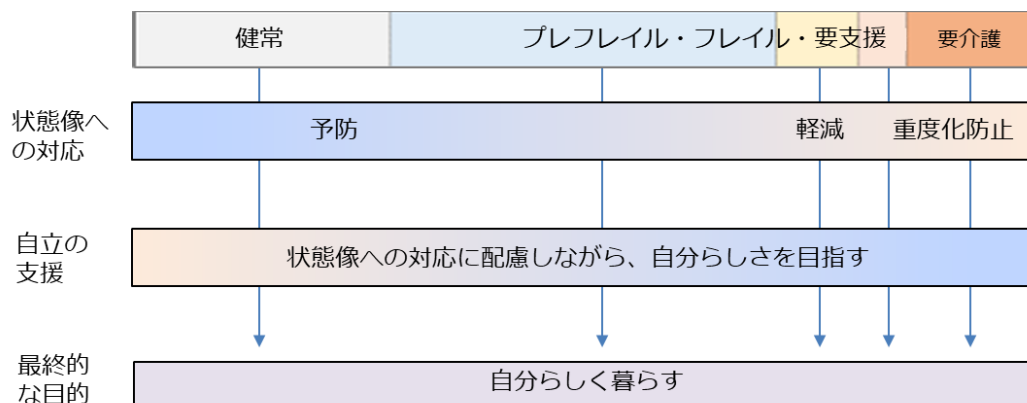 健常
プレフレイル・フレイル・要支援
要介護
状態像へ
の対応
予防
軽減
重度化防止
自立の
支援
状態像への対応に配慮しながら、自分らしさを目指す
最終的
な目的
自分らしく暮らす